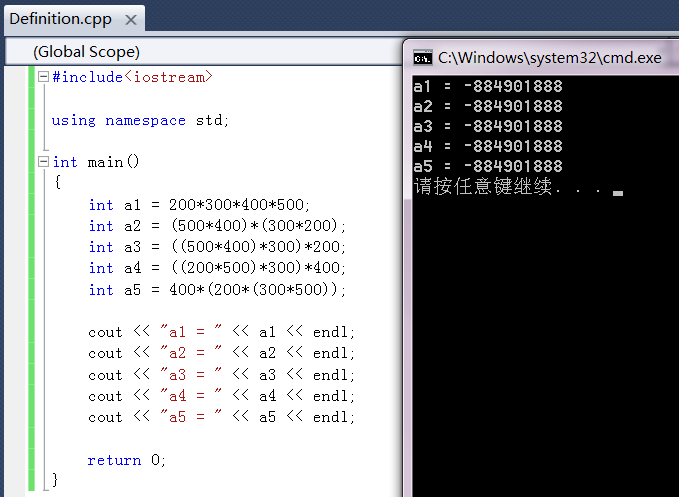 Definition.cpp ×
(Global Scope)
#include<iostream>
using namespace std;
int main()
{
int a1 = 200*300*400*500;
int a2 = (500*400)*(300*200);
int a3 = ((500*400)*300)*200;
int a4 = ((200*500)*300)*400;
int a5 = 400*(200*(300*500));
cout << "a1 = " << a1 << endl;
cout << "a2 = " << a2 << endl;
cout << "a3 = " << a3 << endl;
cout << "a4 = " << a4 << endl;
cout << "a5 = " << a5 << endl;
return 0;
}
C:\Windows\system32\cmd.exe
a1 = -884901888
a2 = -884901888
a3 = -884901888
a4 = -884901888
a5 = -884901888
请按任意键继续. . .